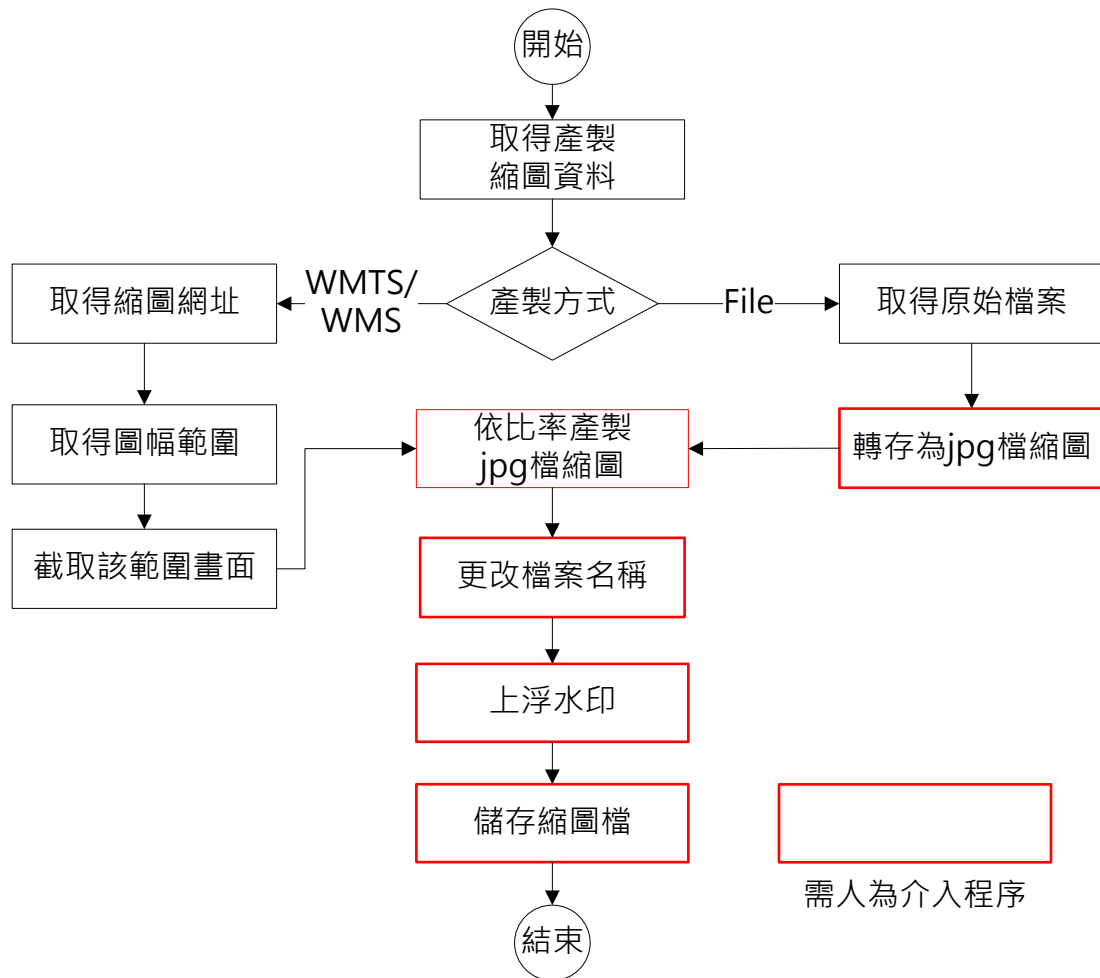 開始
取得產製
縮圖資料
產製方式
WMTS/
WMS
File
取得縮圖網址
取得原始檔案
取得圖幅範圍
依比率產製
jpg檔縮圖
轉存為jpg檔縮圖
截取該範圍畫面
更改檔案名稱
上浮水印
儲存縮圖檔
需人為介入程序
結束